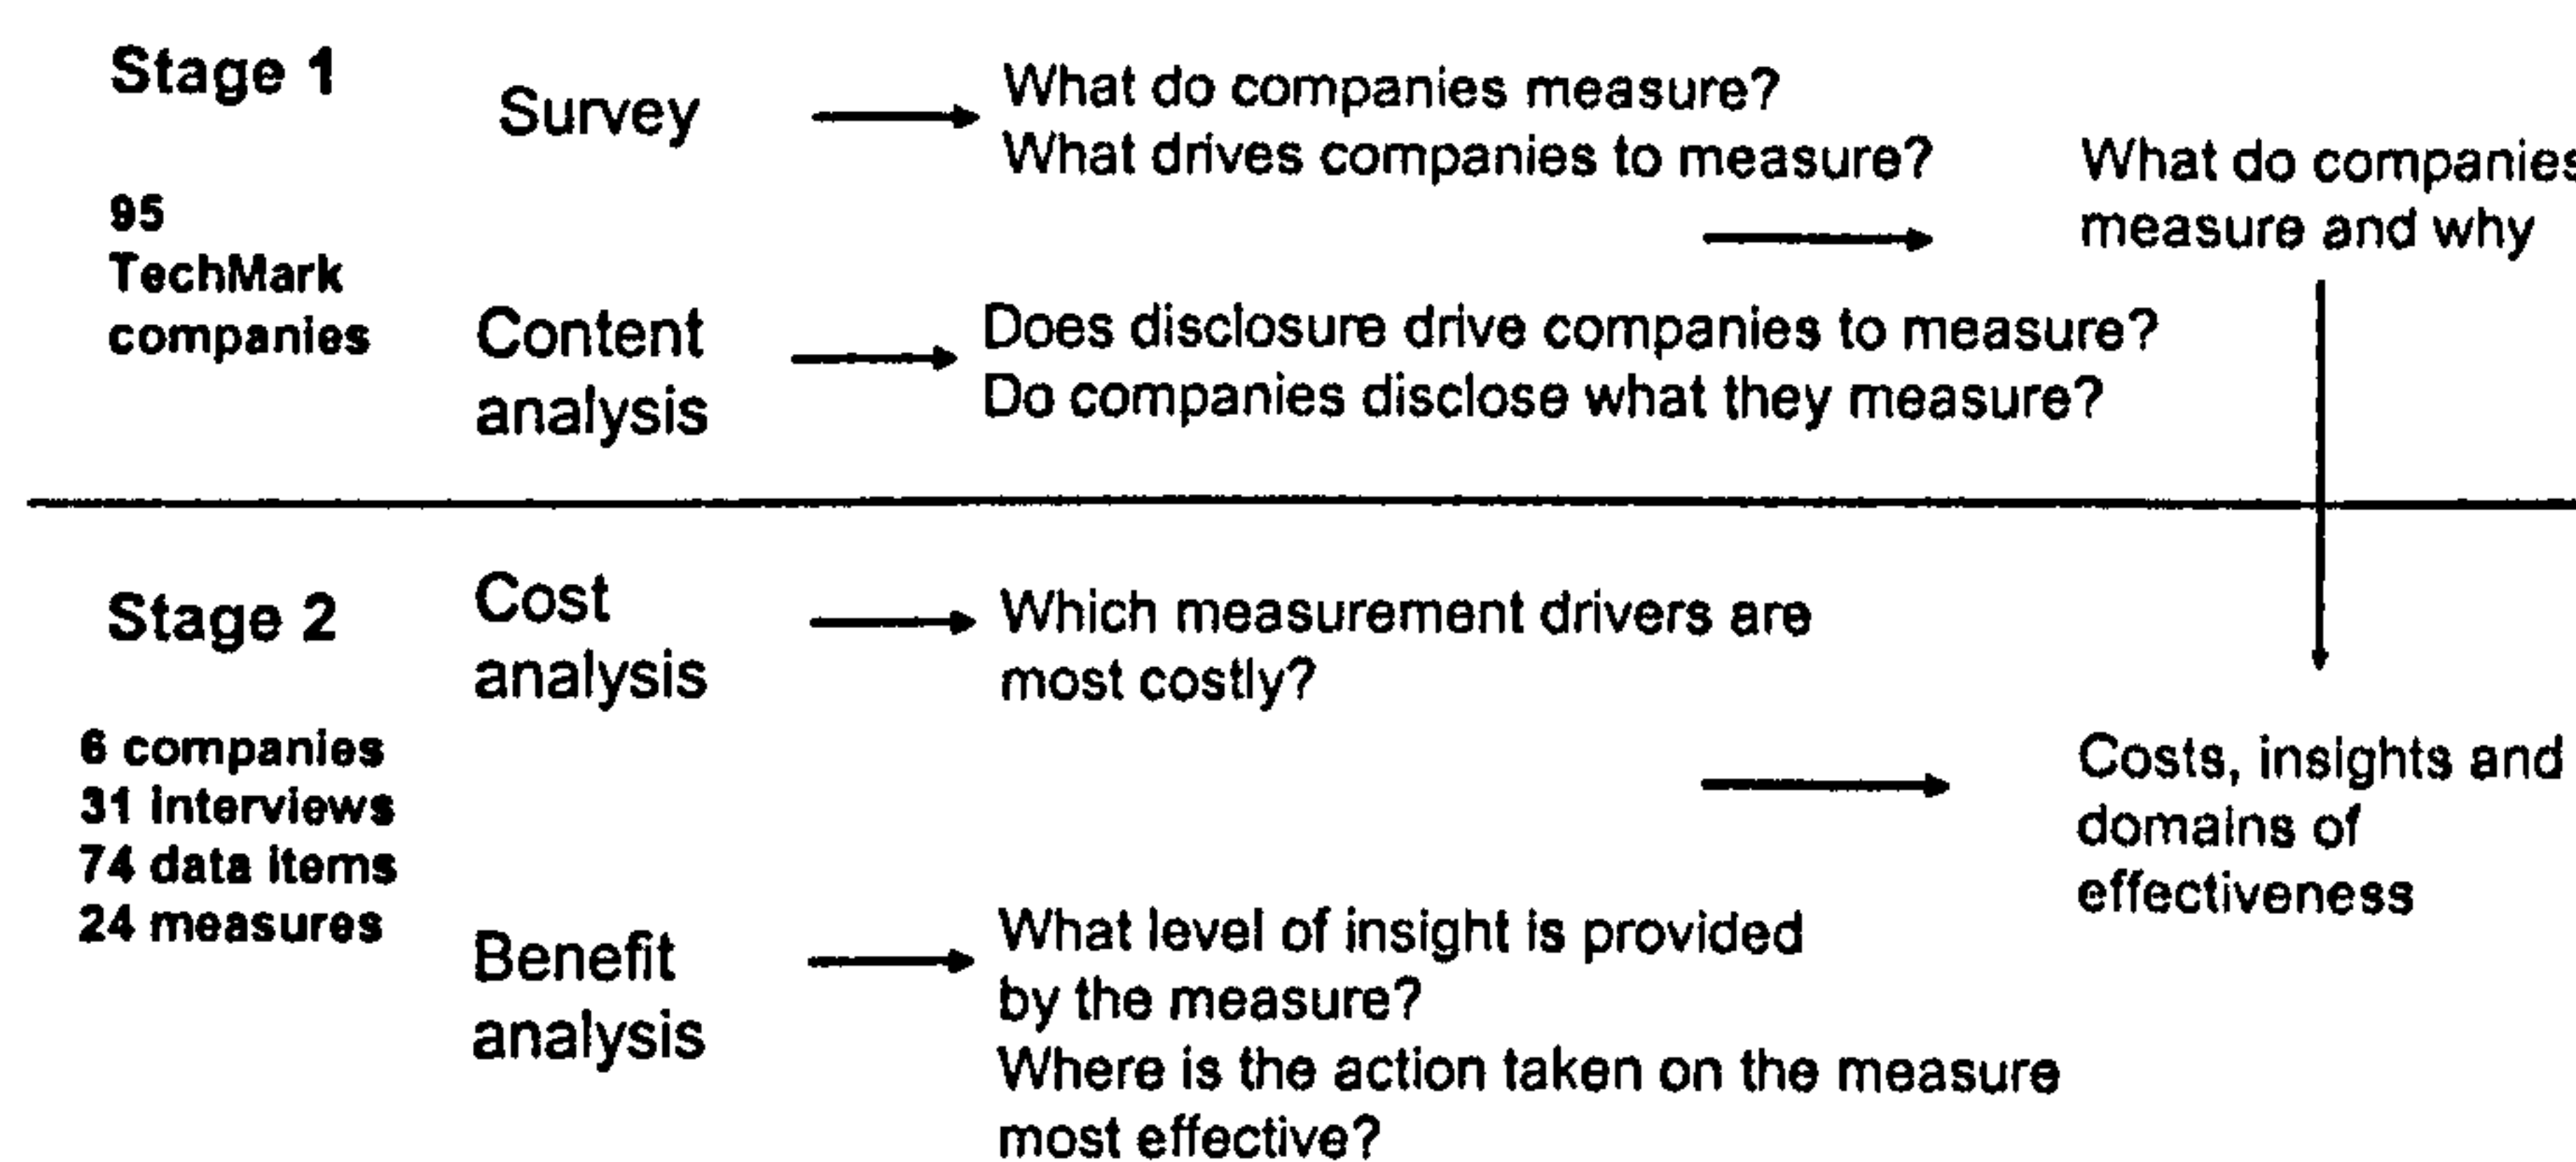 Stage 1
95
TechMark
companies
Survey
What do companies measure?
What drives companies to measure?
Content
analysis
Does disclosure drive companies to measure?
Do companies disclose what they measure?
What do companies
measure and why
Stage 2
6 companies
31 interviews
74 data items
24 measures
Cost
analysis
Which measurement drivers are
most costly?
Benefit
analysis
What level of insight is provided
by the measure?
Where is the action taken on the measure
most effective?
Costs, insights and
domains of
effectiveness